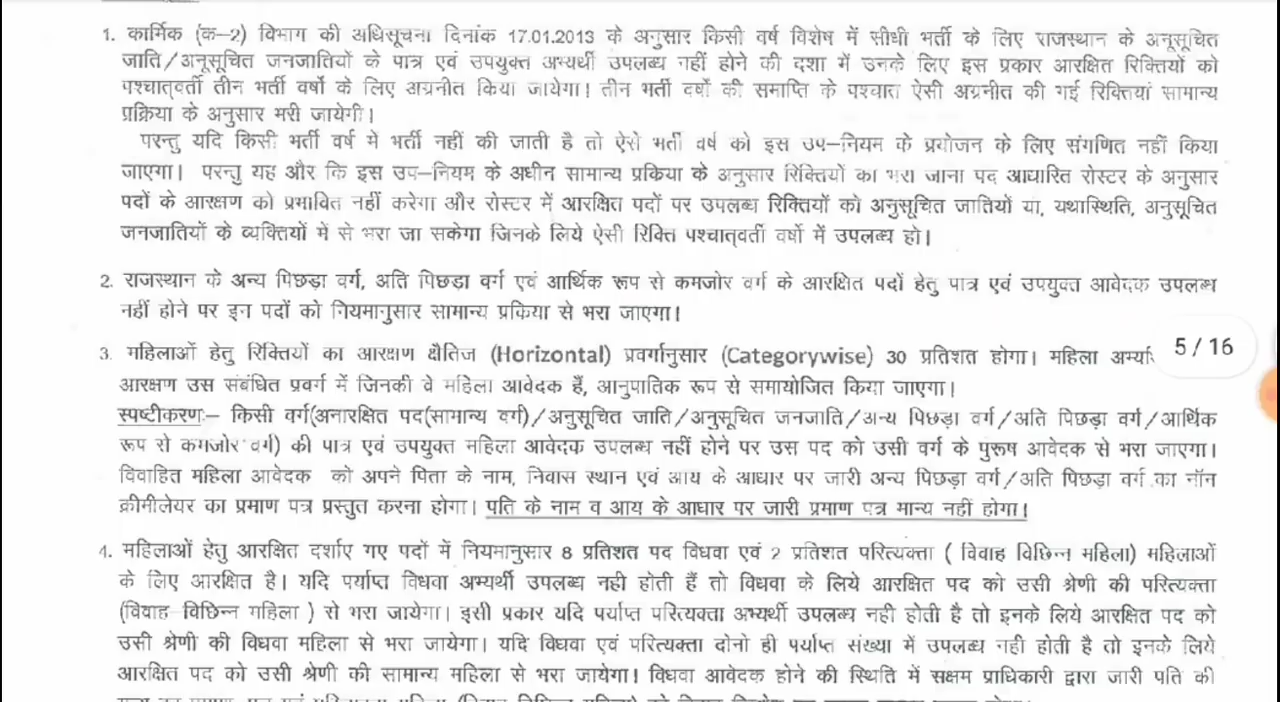 1. कार्मिक (क–2) विभाग की अधिसूचना दिनांक 17.01.2013 के अनुसार किसी वर्ष विशेष में सीधी भर्ती के लिए राजस्थान के अनूसूचित
जाति/अनुसूचित जनजातियों के पात्र एवं उपयुक्त अभ्यर्थी उपलब्ध नहीं होने की दशा में उनके लिए इस प्रकार आरक्षित रिक्तियों को
पश्चात्‌वर्ती तीन भर्ती वर्षों के लिए अग्रनीत किया जायेगा। तीन भर्ती वर्षों की समाप्ति के पश्चात ऐसी अग्रनीत की गई रिक्तियां सामान्य
प्रक्रिया के अनुसार भरी जायेगी।
परन्तु यदि किसी भर्ती वर्ष में भर्ती नहीं की जाती है तो ऐसे भर्ती वर्ष को इस उप–नियम के प्रयोजन के लिए संगणित नहीं किया
जाएगा। परन्तु यह और कि इस उप–नियम के अधीन सामान्य प्रकिया के अनुसार रिक्तियों का भरा जाना पद आधारित रोस्टर के अनुसार
पदों के आरक्षण को प्रभावित नहीं करेगा और रोस्टर में आरक्षित पदों पर उपलब्ध रिक्तियों को अनुसूचित जातियों या, यथास्थिति, अनुसूचित
जनजातियों के व्यक्तियों में से भरा जा सकेगा जिनके लिये ऐसी रिक्ति पश्चात्‌वर्ती वर्षो में उपलब्ध हो।
2. राजस्थान के अन्य पिछड़ा वर्ग, अति पिछडा वर्ग एवं आर्थिक रूप से कमजोर वर्ग के आरक्षित पदों हेतु पात्र एवं उपयुक्त आवेदक उपलब्ध
नहीं होने पर इन पदों को नियमानुसार सामान्य प्रकिया से भरा जाएगा।
3. महिलाओं हेतु रिक्तियों का आरक्षण क्षैतिज (Horizontal) प्रवर्गानुसार (Categorywise) 30 प्रतिशत होगा। महिला 5 / 16
आरक्षण उस संबंधित प्रवर्ग में जिनकी वे महिला आवेदक हैं, आनुपातिक रूप से समायोजित किया जाएगा।
स्पष्टीकरणः– किसी वर्ग(अनारक्षित पद(सामान्य वर्ग)/अनुसूचित जाति/अनुसूचित जनजाति/अन्य पिछड़ा वर्ग/अति पिछड़ा वर्ग/आर्थिक
रूप से कमजोर वर्ग) की पात्र एवं उपयुक्त महिला आवेदक उपलब्ध नहीं होने पर उस पद को उसी वर्ग के पुरूष आवेदक से भरा जाएगा।
विवाहित महिला आवेदक को अपने पिता के नाम, निवास स्थान एवं आय के आधार पर जारी अन्य पिछड़ा वर्ग/अति पिछड़ा वर्ग का नॉन
क्रीमीलेयर का प्रमाण पत्र प्रस्तुत करना होगा। पति के नाम व आय के आधार पर जारी प्रमाण पत्र मान्य नहीं होगा।
4. महिलाओं हेतु आरक्षित दर्शाए गए पदों में नियमानुसार 8 प्रतिशत पद विधवा एवं 2 प्रतिशत परित्यक्ता ( विवाह विछिन्न महिला) महिलाओं
के लिए आरक्षित है। यदि पर्याप्त विधवा अभ्यर्थी उपलब्ध नही होती हैं तो विधवा के लिये आरक्षित पद को उसी श्रेणी की परित्यक्ता
(विवाह विछिन्न महिला ) से भरा जायेगा। इसी प्रकार यदि पर्याप्त परित्यक्ता अभ्यर्थी उपलब्ध नही होती है तो इनके लिये आरक्षित पद को
उसी श्रेणी की विधवा महिला से भरा जायेगा। यदि विधवा एवं परित्यक्ता दोनो ही पर्याप्त संख्या में उपलब्ध नही होती है तो इनके लिये
आरक्षित पद को उसी श्रेणी की सामान्य महिला से भरा जायेगा। विधवा आवेदक होने की स्थिति में सक्षम प्राधिकारी द्वारा जारी पति की